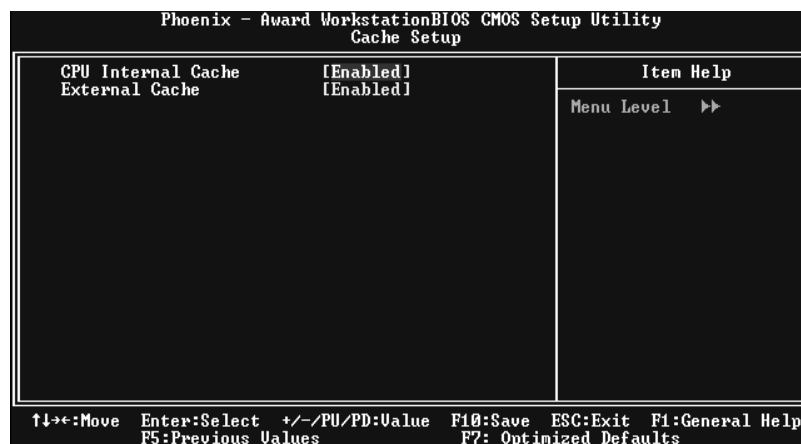 Phoenix - Award WorkstationBIOS CMOS Setup Utility
Cache Setup
CPU Internal Cache [Enabled]
External Cache [Enabled]
Item Help
Menu Level ▶▶
↑↓→←:Move Enter:Select +/-/PU/PD:Value F10:Save ESC:Exit F1:General Help
F5:Previous Values F7: Optimized Defaults